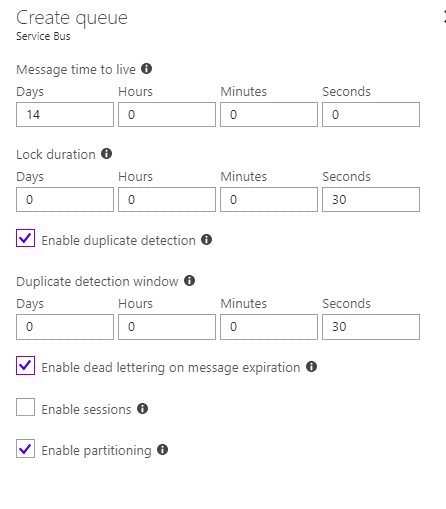 Create queue
Service Bus
Message time to live
Days Hours Minutes Seconds
14 0 0 0
Lock duration
Days Hours Minutes Seconds
0 0 0 30
Enable duplicate detection
Duplicate detection window
Days Hours Minutes Seconds
0 0 0 30
Enable dead lettering on message expiration
Enable sessions
Enable partitioning